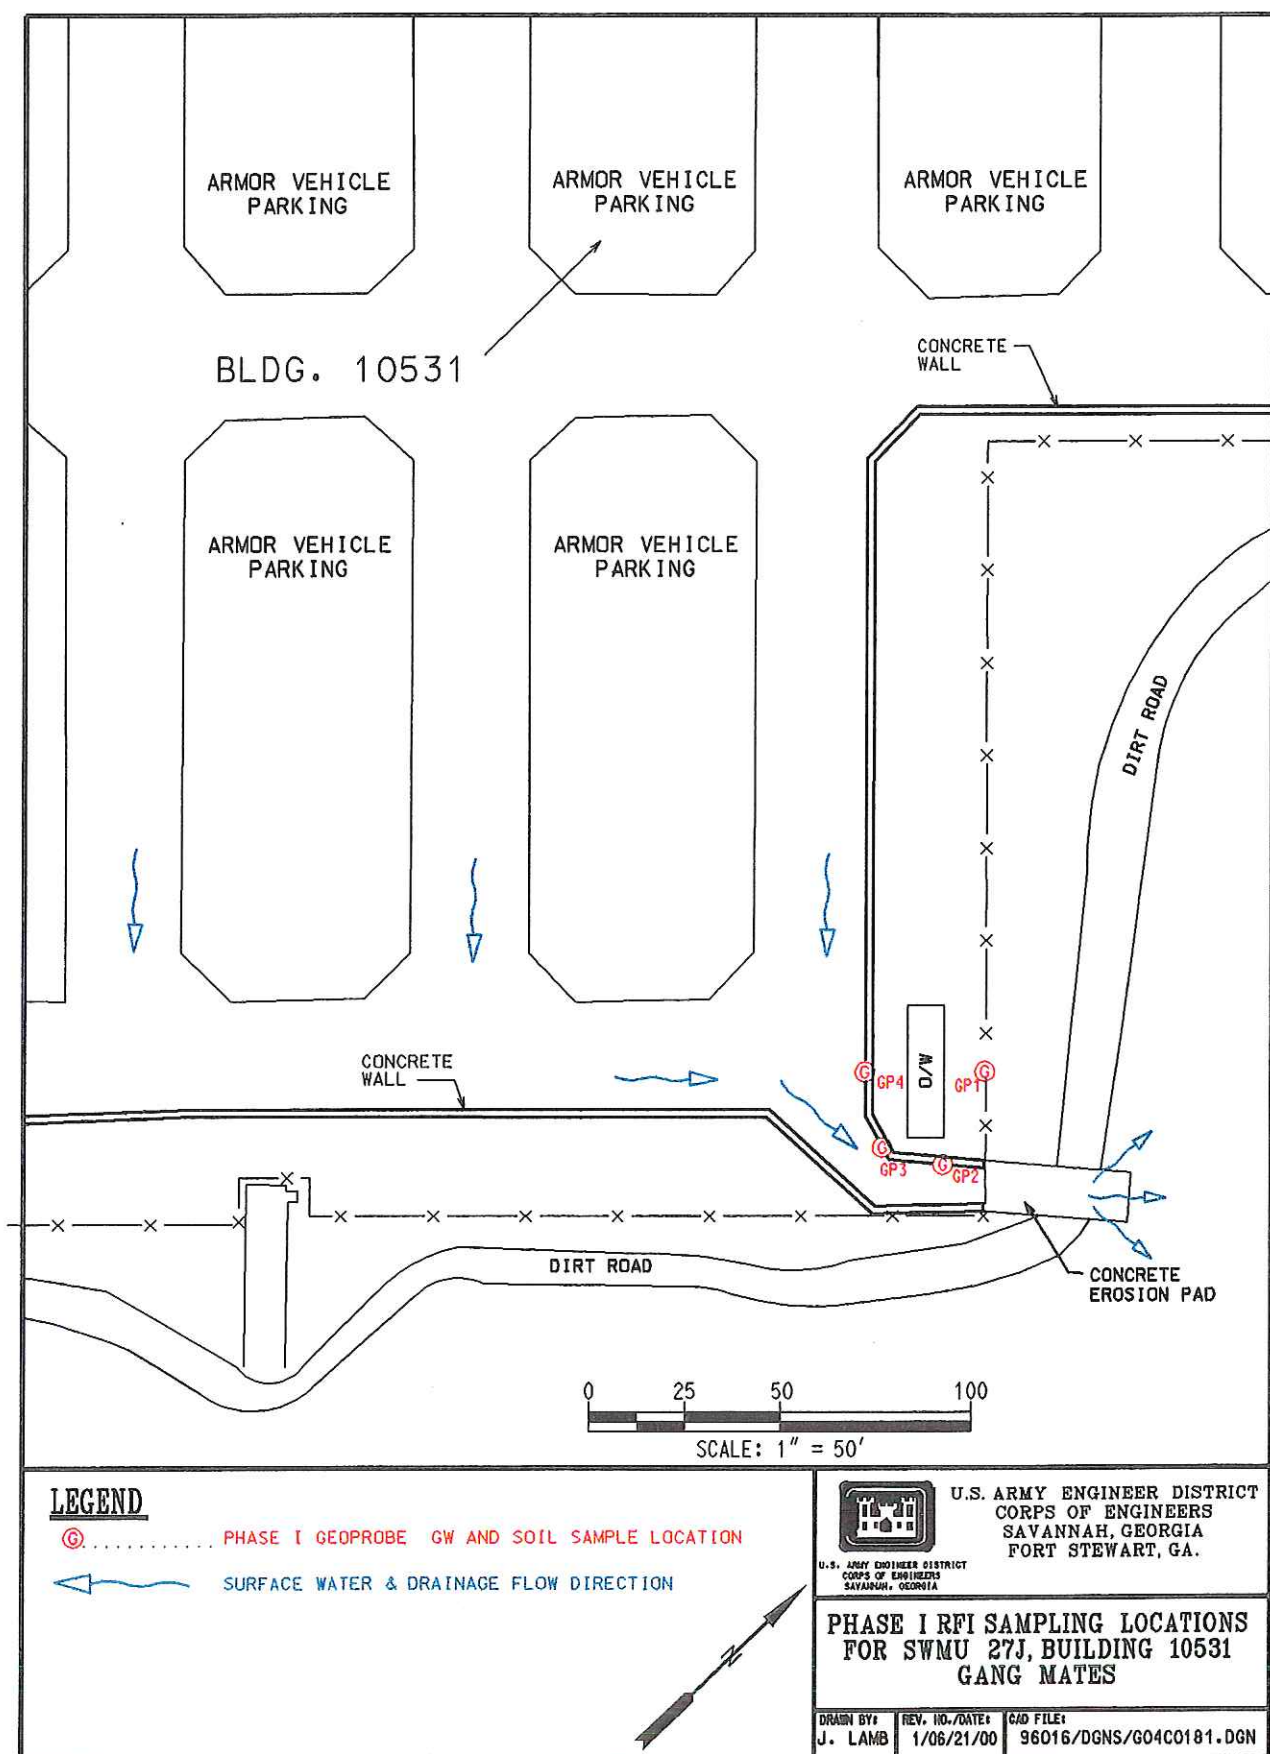 ARMOR VEHICLE
PARKING
ARMOR VEHICLE
PARKING
ARMOR VEHICLE
PARKING
BLDG. 10531
CONCRETE
WALL
ARMOR VEHICLE
PARKING
ARMOR VEHICLE
PARKING
DIRT ROAD
CONCRETE
WALL
G
GP4
O/W
GP1
G
G
GP3
G
GP2
DIRT ROAD
CONCRETE
EROSION PAD
0 25 50 100
SCALE: 1" = 50'
LEGEND
G ............ PHASE I GEOPROBE GW AND SOIL SAMPLE LOCATION
SURFACE WATER & DRAINAGE FLOW DIRECTION
N
U.S. ARMY ENGINEER DISTRICT
CORPS OF ENGINEERS
SAVANNAH, GEORGIA
U.S. ARMY ENGINEER DISTRICT
CORPS OF ENGINEERS
SAVANNAH, GEORGIA
FORT STEWART, GA.
PHASE I RFI SAMPLING LOCATIONS
FOR SWMU 27J, BUILDING 10531
GANG MATES
DRAWN BY:
J. LAMB
REV. NO./DATE:
1/06/21/00
CAD FILE:
96016/DGNS/G04C0181.DGN